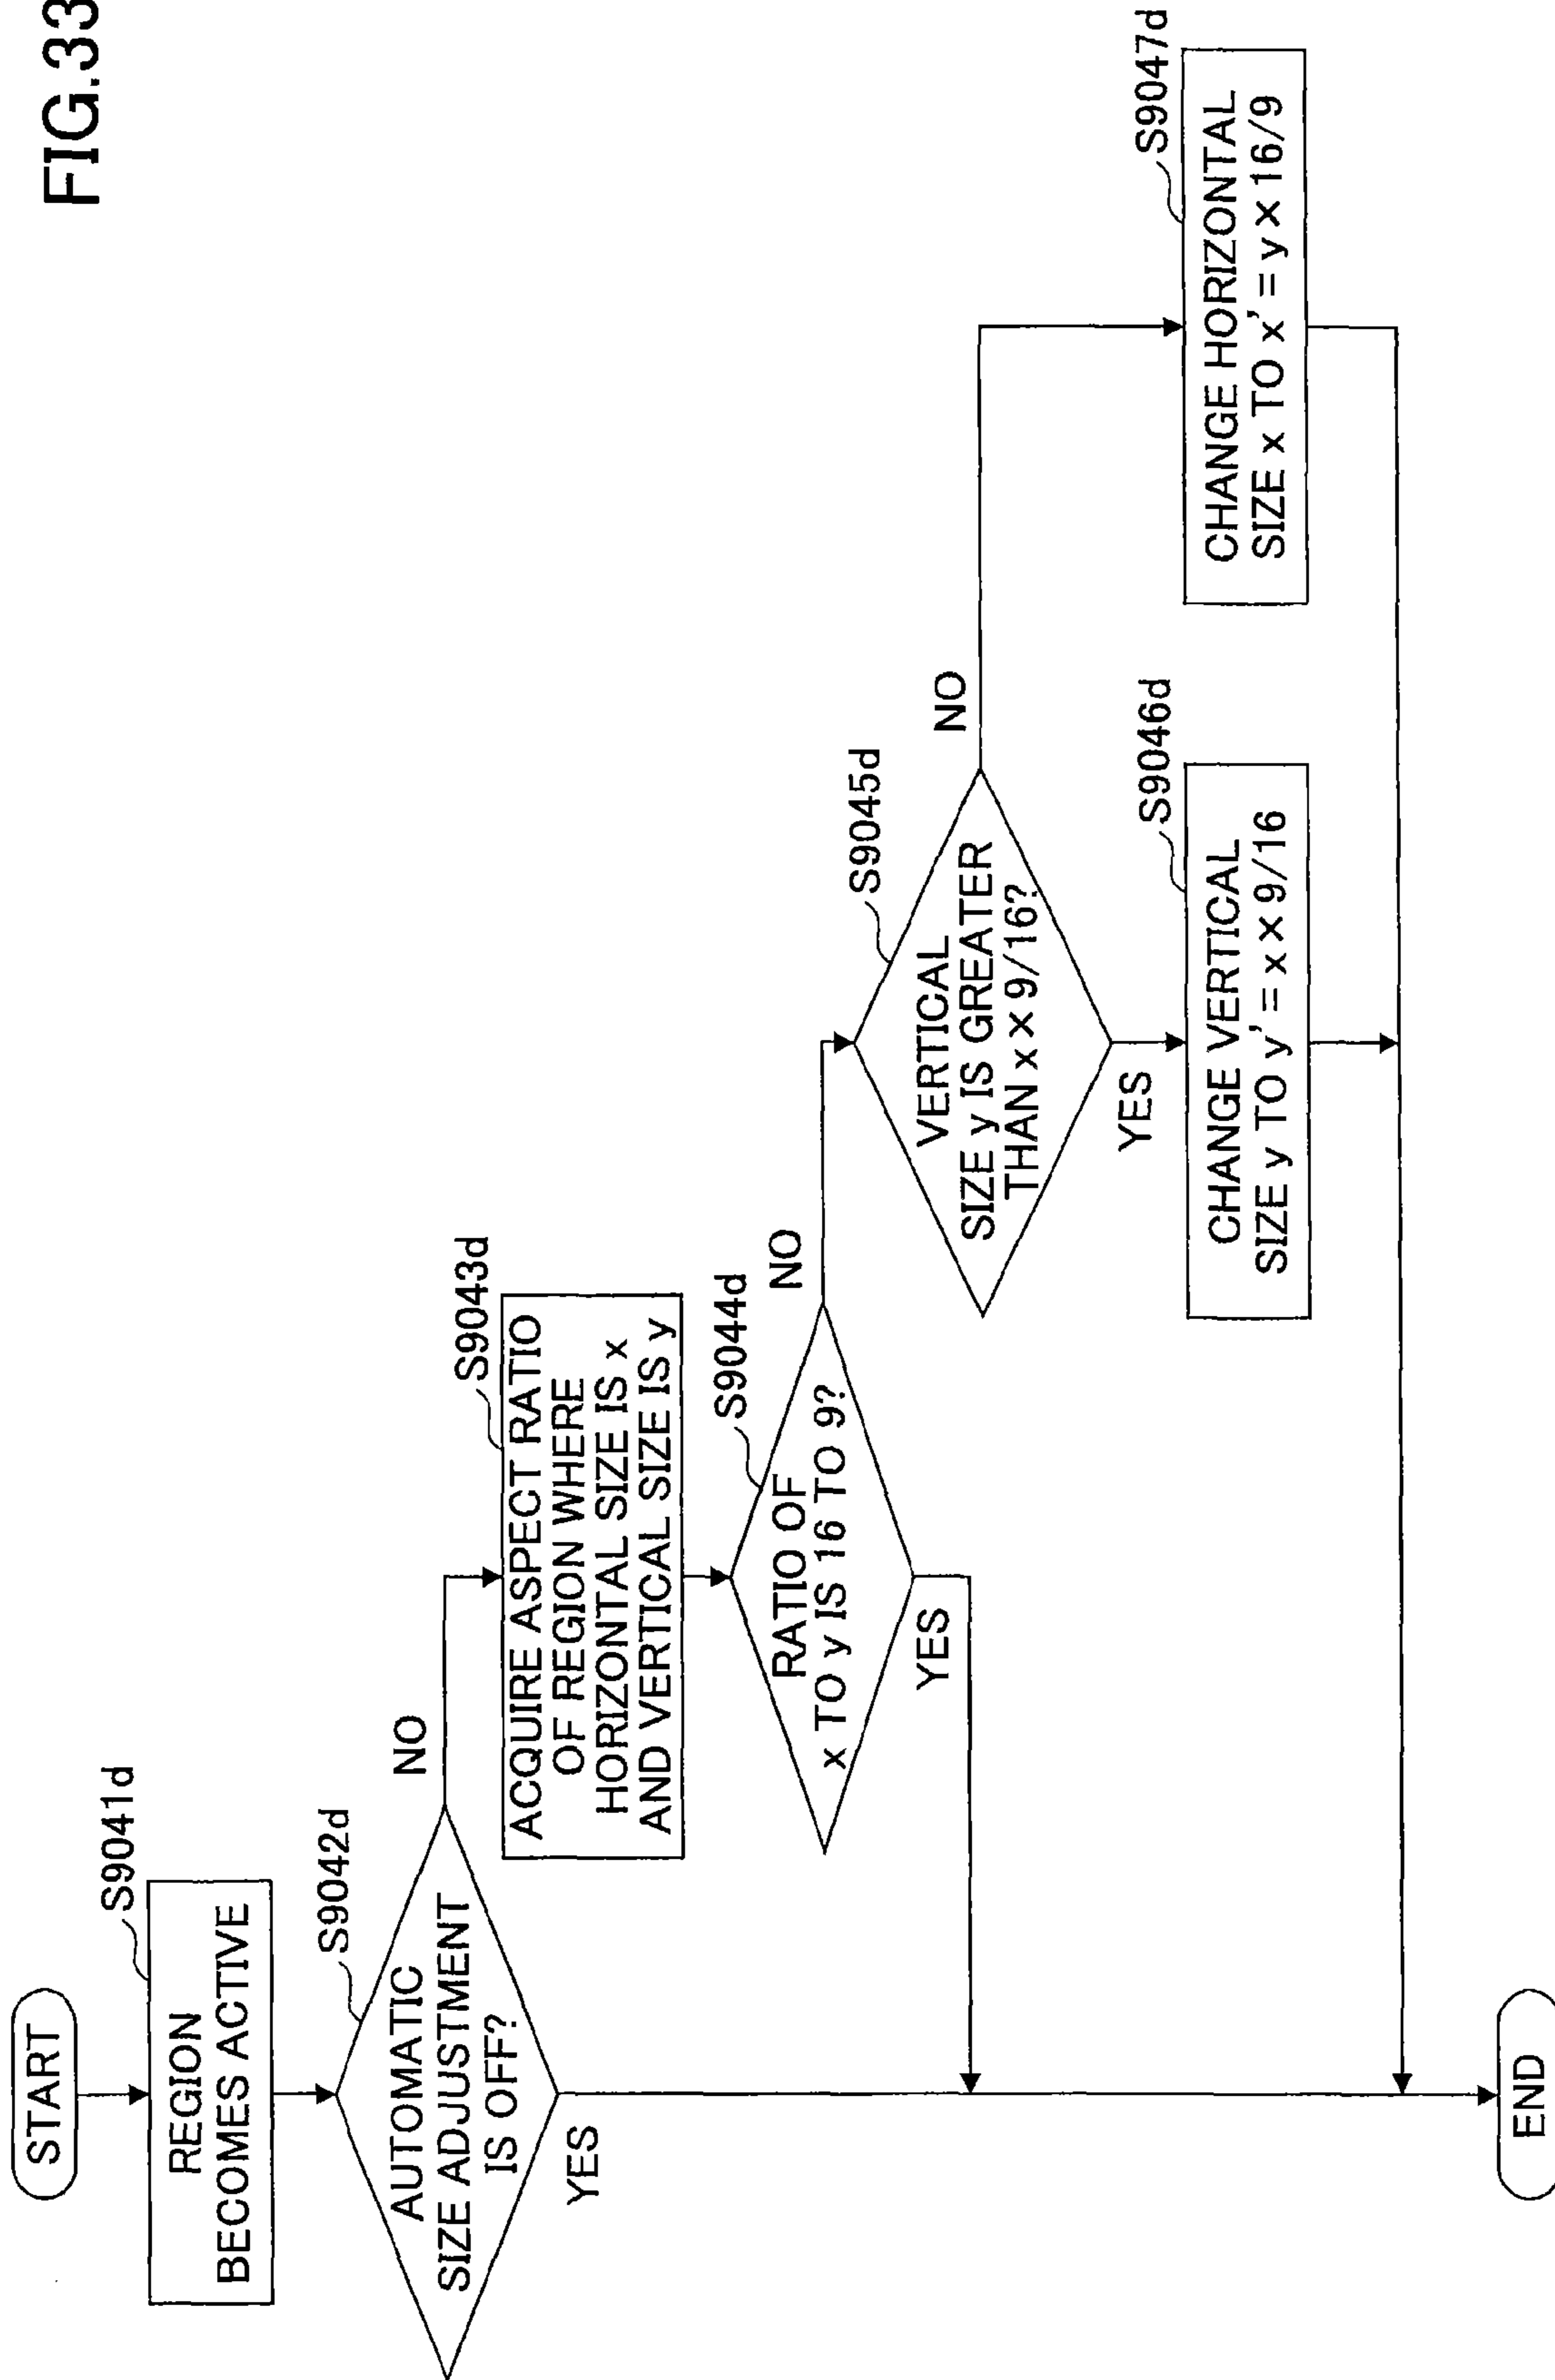 FIG.33
START
S9041d
REGION
BECOMES ACTIVE
S9042d
AUTOMATIC
SIZE ADJUSTMENT
IS OFF?
NO
YES
S9043d
ACQUIRE ASPECT RATIO
OF REGION WHERE
HORIZONTAL SIZE IS x
AND VERTICAL SIZE IS y
S9044d
RATIO OF
x TO y IS 16 TO 9?
NO
YES
S9045d
VERTICAL
SIZE y IS GREATER
THAN x × 9/16?
NO
YES
S9046d
CHANGE VERTICAL
SIZE y TO y' = x × 9/16
S9047d
CHANGE HORIZONTAL
SIZE x TO x' = y × 16/9
END